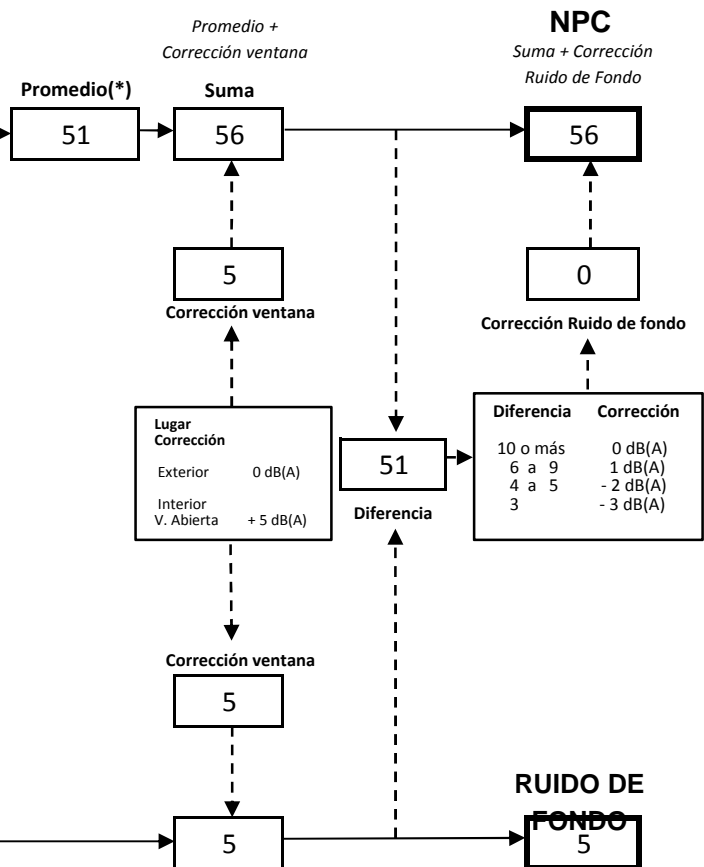 Promedio +
Corrección ventana
NPC
Suma + Corrección
Ruido de Fondo
Promedio(*)
Suma
51
56
56
5
0
Corrección ventana
Corrección Ruido de fondo
Lugar
Corrección
Exterior 0 dB(A)
Interior
V. Abierta + 5 dB(A)
51
Diferencia
Diferencia Corrección
10 o más 0 dB(A)
6 a 9 1 dB(A)
4 a 5 - 2 dB(A)
3 - 3 dB(A)
Corrección ventana
5
RUIDO DE
FONDO
5
5